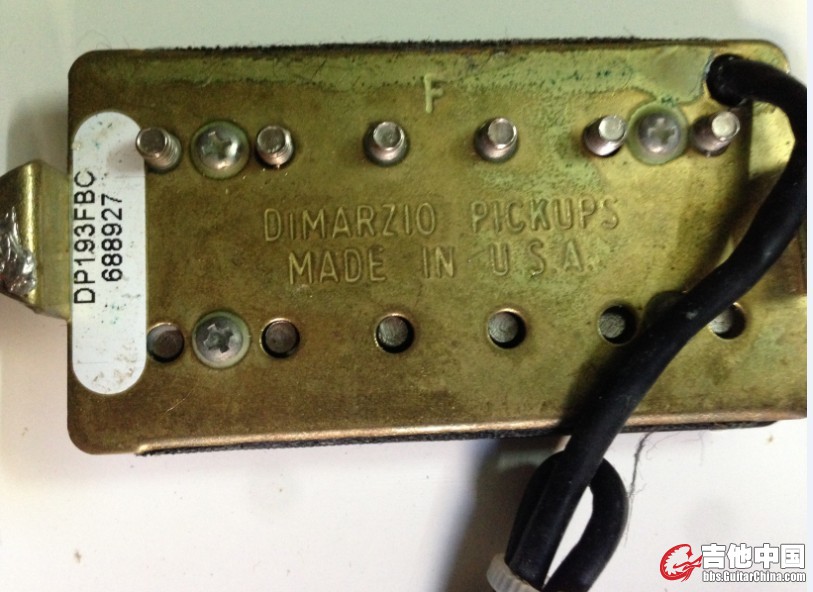 F
DP193FBC
688927
DIMARZIO PICKUPS
MADE IN U.S.A.
吉他中国
bbs.GuitarChina.com